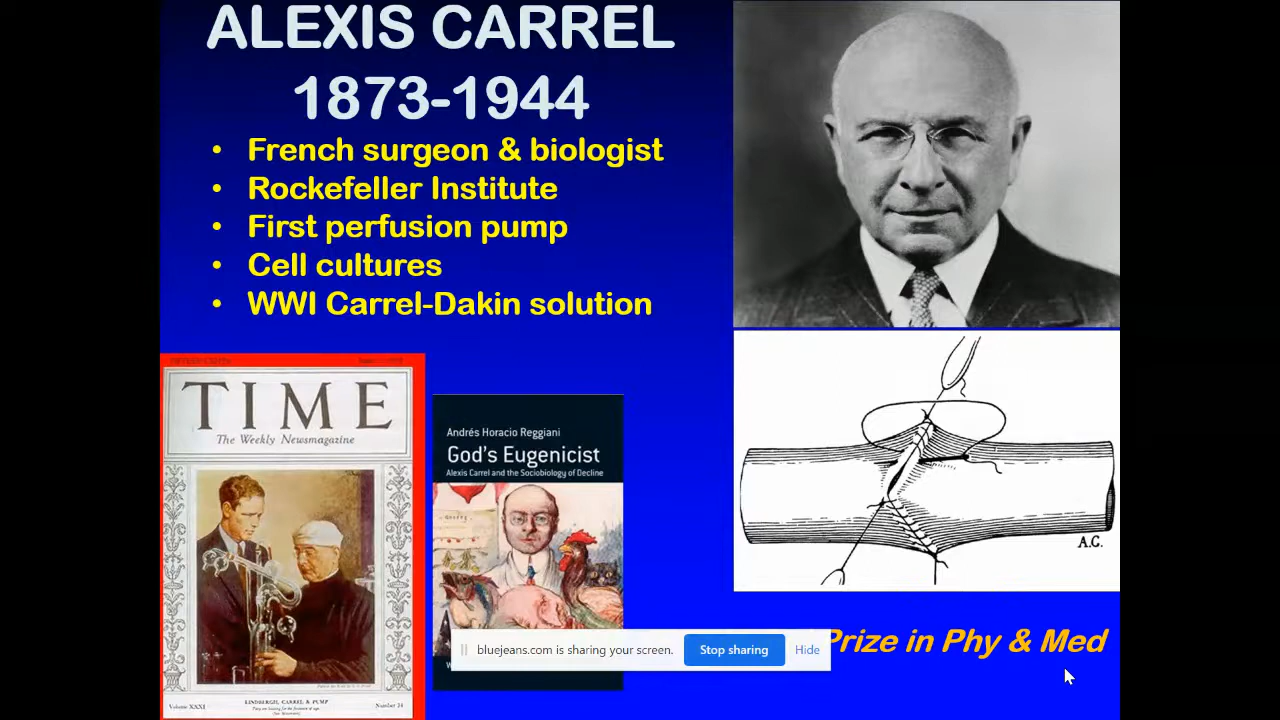 ALEXIS CARREL
1873-1944
• French surgeon & biologist
• Rockefeller Institute
• First perfusion pump
• Cell cultures
• WWI Carrel-Dakin solution
TIME
The Weekly Newsmagazine
LINDBERGH, CARREL & PUMP
Volume XXXI
Number 24
Andrés Horacio Reggiani
God's Eugenicist
Alexis Carrel and the Sociobiology of Decline
A.C.
Prize in Phy & Med
bluejeans.com is sharing your screen.
Stop sharing
Hide